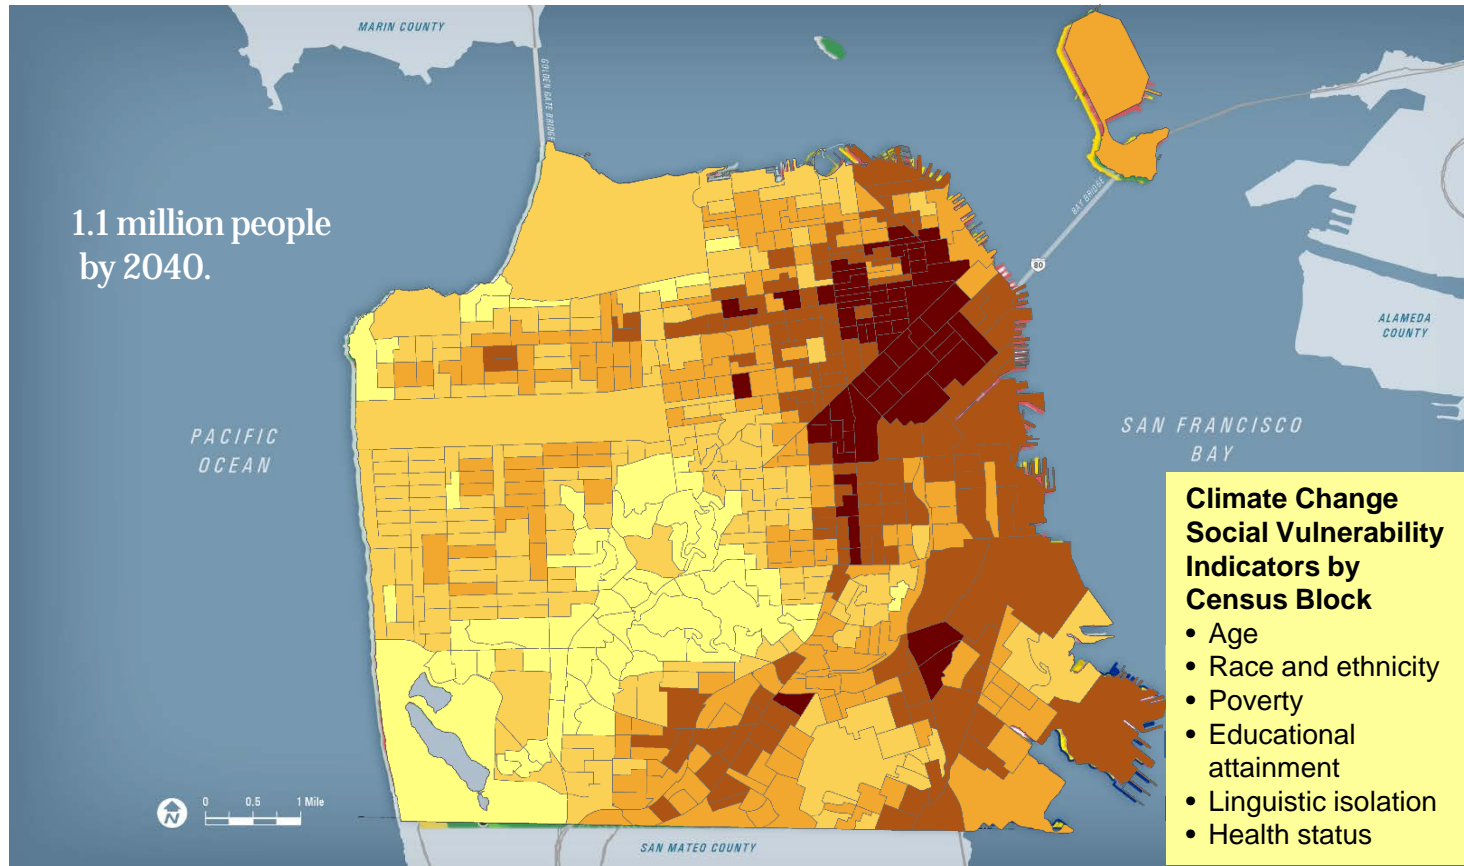 MARIN COUNTY
GOLDEN GATE BRIDGE
1.1 million people
by 2040.
BAY BRIDGE
80
ALAMEDA
COUNTY
PACIFIC
OCEAN
SAN FRANCISCO
BAY
Climate Change
Social Vulnerability
Indicators by
Census Block
• Age
• Race and ethnicity
• Poverty
• Educational
attainment
• Linguistic isolation
• Health status
N
0 0.5 1 Mile
SAN MATEO COUNTY